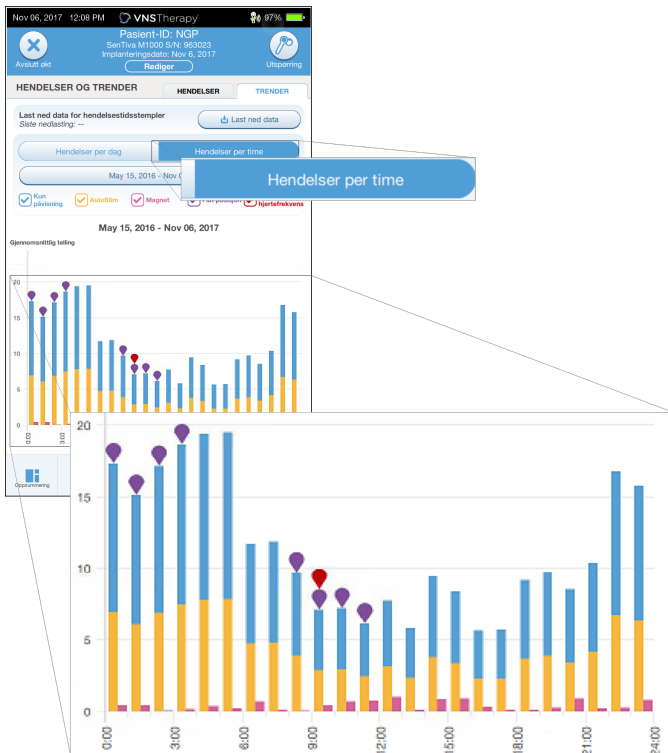 Nov 06, 2017 12:08 PM VNSTherapy 97%
Pasient-ID: NGP
SenTiva M1000 S/N: 963023
Implanteringsdato: Nov 6, 2017
Rediger
Avslutt økt
Utspørring
HENDELSER OG TRENDER
HENDELSER
TRENDER
Last ned data for hendelsestidsstempler
Siste nedlasting: --
Last ned data
Hendelser per dag
Hendelser per time
May 15, 2016 - Nov
Hendelser per time
Kun påvisning
AutoStim
Magnet
hjertefrekvens
May 15, 2016 - Nov 06, 2017
Gjennomsnittlig telling
20
15
10
5
0
0:00
3:00
Oppsummering
20
15
10
5
0
0:00
3:00
6:00
9:00
12:00
15:00
18:00
21:00
24:00